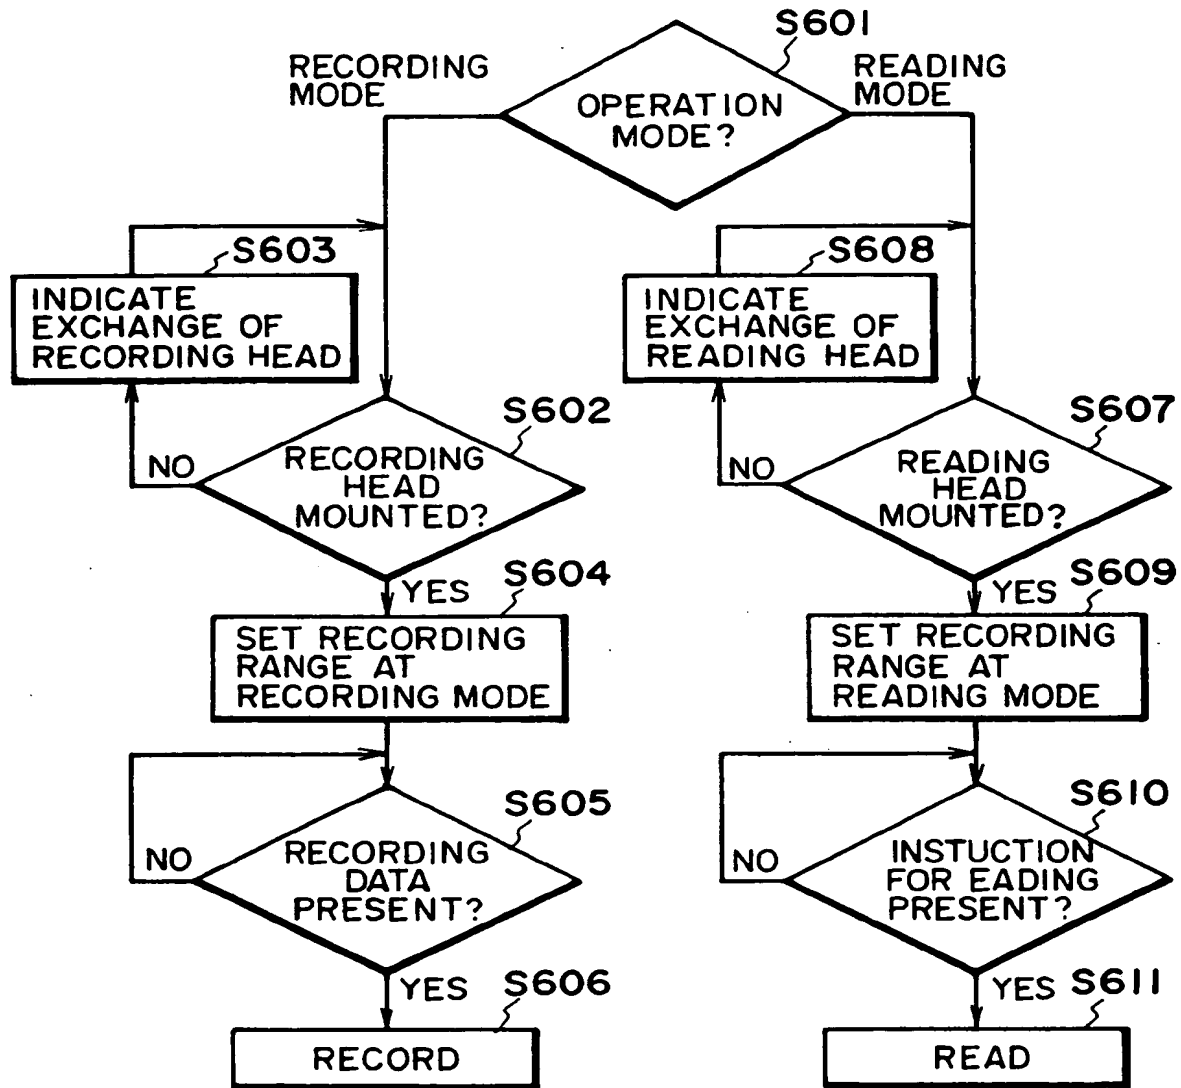 S601
RECORDING
MODE
READING
MODE
OPERATION
MODE?
S603
INDICATE
EXCHANGE OF
RECORDING HEAD
S608
INDICATE
EXCHANGE OF
READING HEAD
S602
NO
RECORDING
HEAD
MOUNTED?
S607
NO
READING
HEAD
MOUNTED?
YES
S604
SET RECORDING
RANGE AT
RECORDING MODE
YES
S609
SET RECORDING
RANGE AT
READING MODE
S605
NO
RECORDING
DATA
PRESENT?
S610
NO
INSTUCTION
FOR EADING
PRESENT?
YES
S606
RECORD
YES
S611
READ